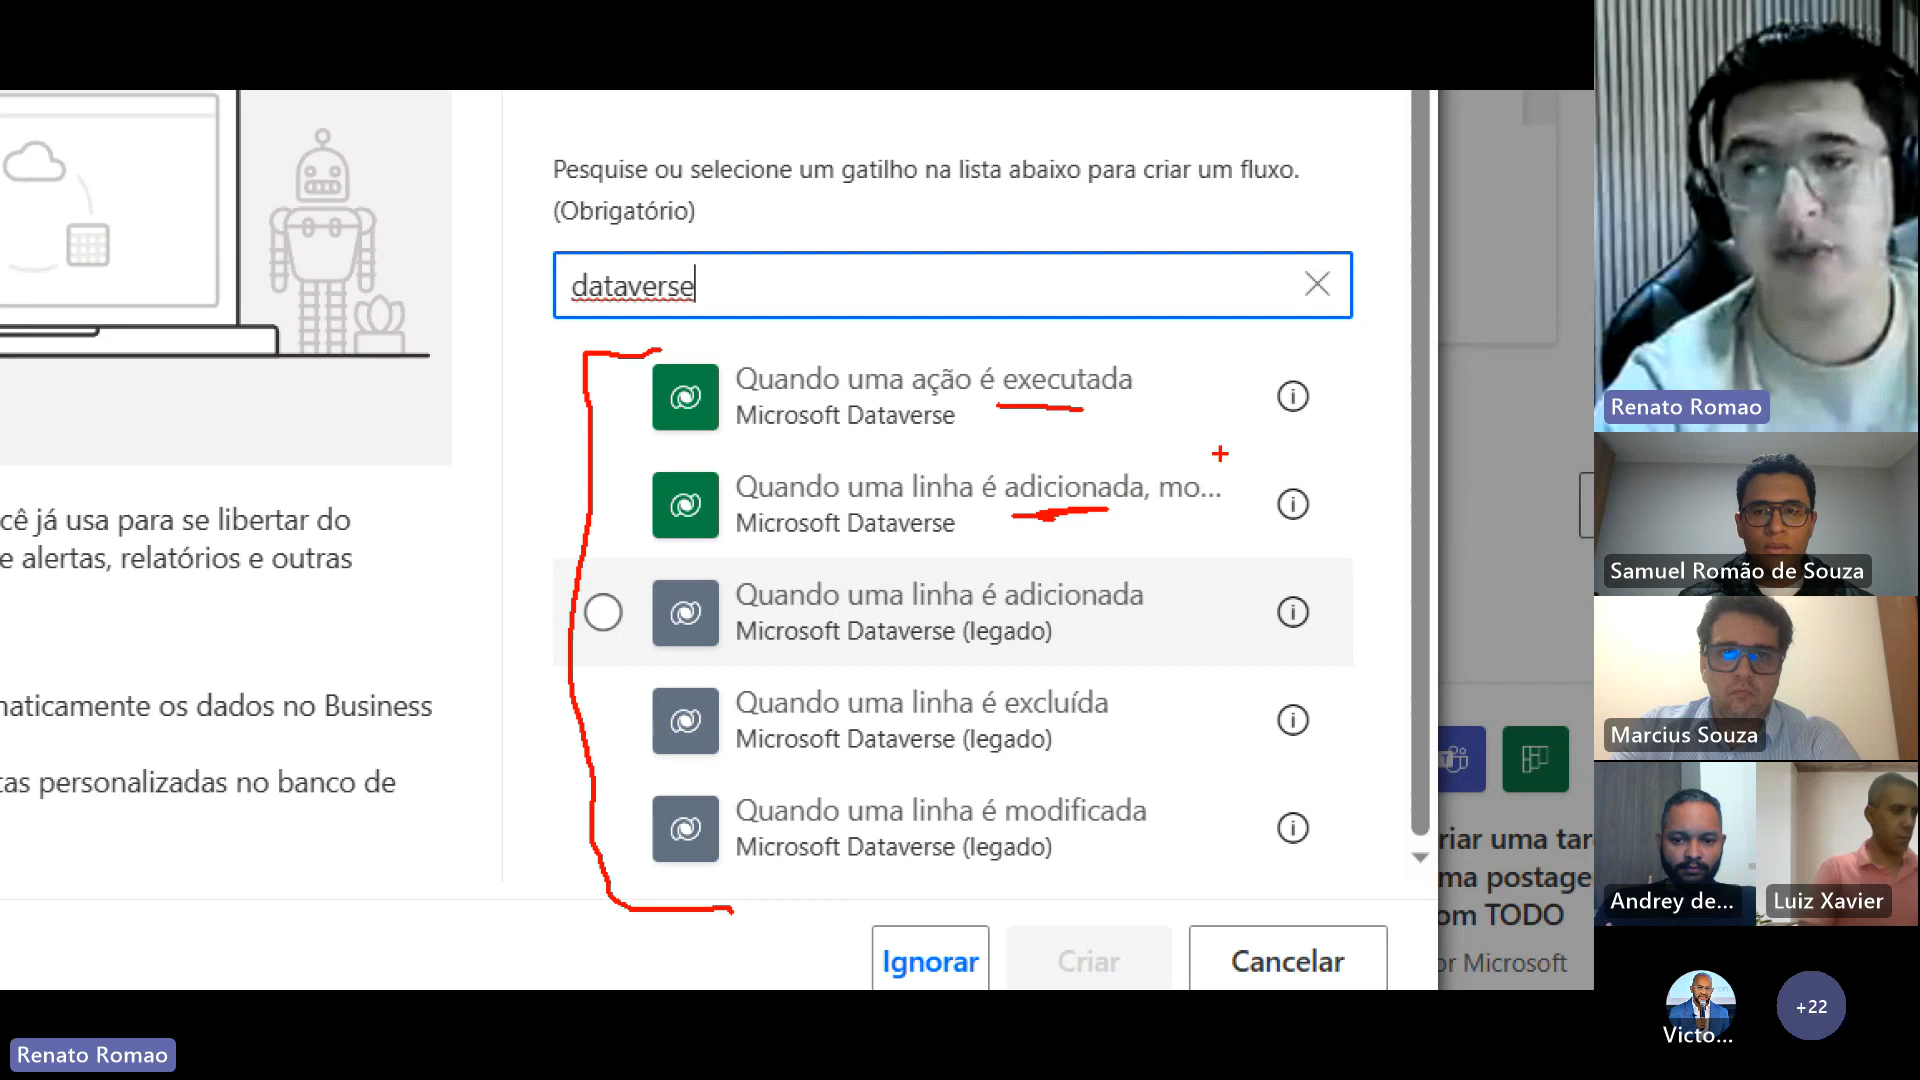 Pesquise ou selecione um gatilho na lista abaixo para criar um fluxo.
(Obrigatório)
dataverse
Quando uma ação é executada
Microsoft Dataverse
Quando uma linha é adicionada, mo...
Microsoft Dataverse
Quando uma linha é adicionada
Microsoft Dataverse (legado)
Quando uma linha é excluída
Microsoft Dataverse (legado)
Quando uma linha é modificada
Microsoft Dataverse (legado)
Ignorar
Criar
Cancelar
cê já usa para se libertar do
e alertas, relatórios e outras
naticamente os dados no Business
tas personalizadas no banco de
riar uma tar
ma postage
om TODO
or Microsoft
Renato Romao
Samuel Romão de Souza
Marcius Souza
Andrey de...
Luiz Xavier
Victo...
+22
Renato Romao